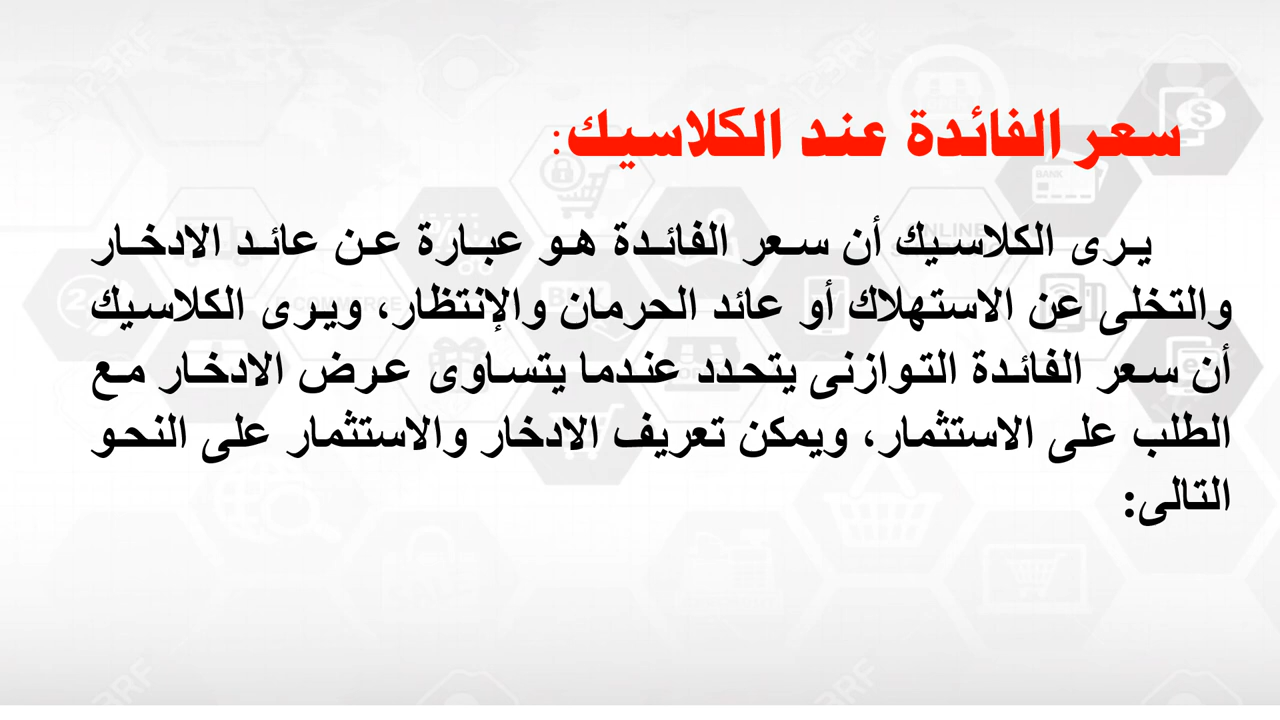 سعر الفائدة عند الكلاسيك:
يرى الكلاسيك أن سعر الفائدة هو عبارة عن عائد الادخار
والتخلى عن الاستهلاك أو عائد الحرمان والإنتظار، ويرى الكلاسيك
أن سعر الفائدة التوازنى يتحدد عندما يتساوى عرض الادخار مع
الطلب على الاستثمار، ويمكن تعريف الادخار والاستثمار على النحو
التالى: